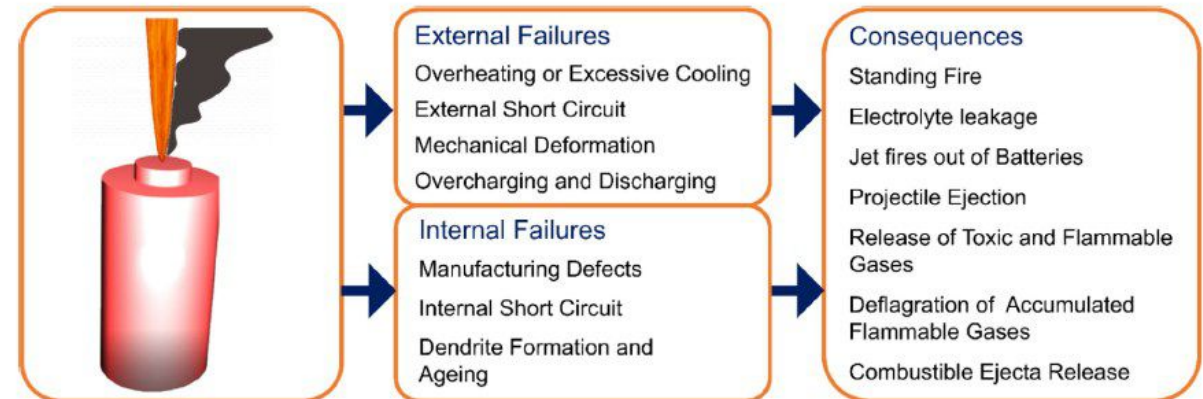 External Failures
Overheating or Excessive Cooling
External Short Circuit
Mechanical Deformation
Overcharging and Discharging
Internal Failures
Manufacturing Defects
Internal Short Circuit
Dendrite Formation and
Ageing
Consequences
Standing Fire
Electrolyte leakage
Jet fires out of Batteries
Projectile Ejection
Release of Toxic and Flammable
Gases
Deflagration of Accumulated
Flammable Gases
Combustible Ejecta Release